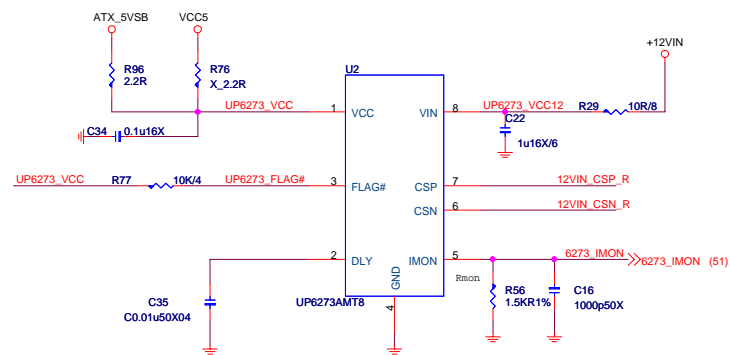 ATX_5VSB VCC5
+12VIN
R96
2.2R
R76
X_2.2R
U2
UP6273_VCC 1 VCC VIN 8 UP6273_VCC12 R29 10R/8
C34 0.1u16X
C22
1u16X/6
UP6273_VCC R77 10K/4 UP6273_FLAG# 3 FLAG# CSP 7 12VIN_CSP_R
CSN 6 12VIN_CSN_R
2 DLY IMON 5 6273_IMON 6273_IMON (51)
GND
4
Rmon
R56
1.5KR1%
C16
1000p50X
C35
C0.01u50X04
UP6273AMT8